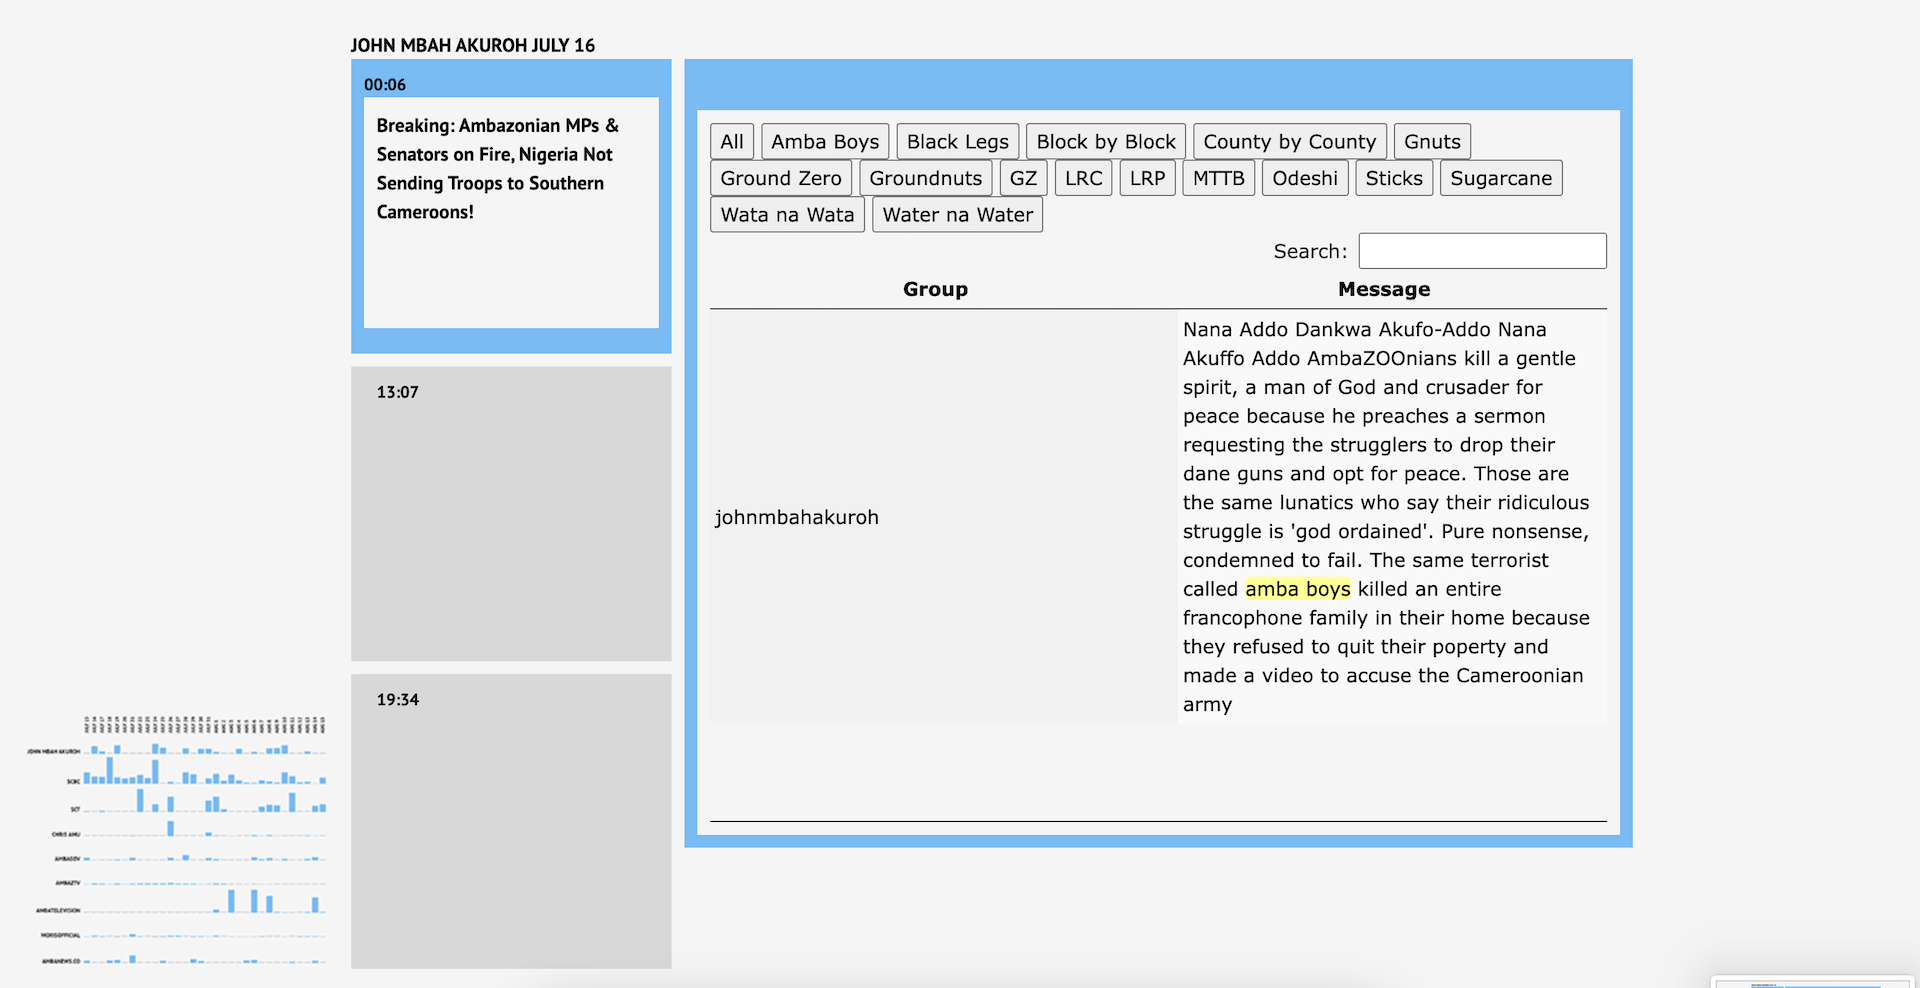 JOHN MBAH AKUROH JULY 16
00:06
Breaking: Ambazonian MPs &
Senators on Fire, Nigeria Not
Sending Troops to Southern
Cameroons!
13:07
19:34
All Amba Boys Black Legs Block by Block County by County Gnuts
Ground Zero Groundnuts GZ LRC LRP MTTB Odeshi Sticks Sugarcane
Wata na Wata Water na Water
Search:
Group Message
johnmbahakuroh
Nana Addo Dankwa Akufo-Addo Nana
Akuffo Addo AmbaZOOnians kill a gentle
spirit, a man of God and crusader for
peace because he preaches a sermon
requesting the strugglers to drop their
dane guns and opt for peace. Those are
the same lunatics who say their ridiculous
struggle is 'god ordained'. Pure nonsense,
condemned to fail. The same terrorist
called amba boys killed an entire
francophone family in their home because
they refused to quit their poperty and
made a video to accuse the Cameroonian
army
JOHN MBAH AKUROH
SCBC
SCT
CHRIS ANU
AMBAGOV
AMBAZTV
AMBATELEVISION
AMBANEWS.CO